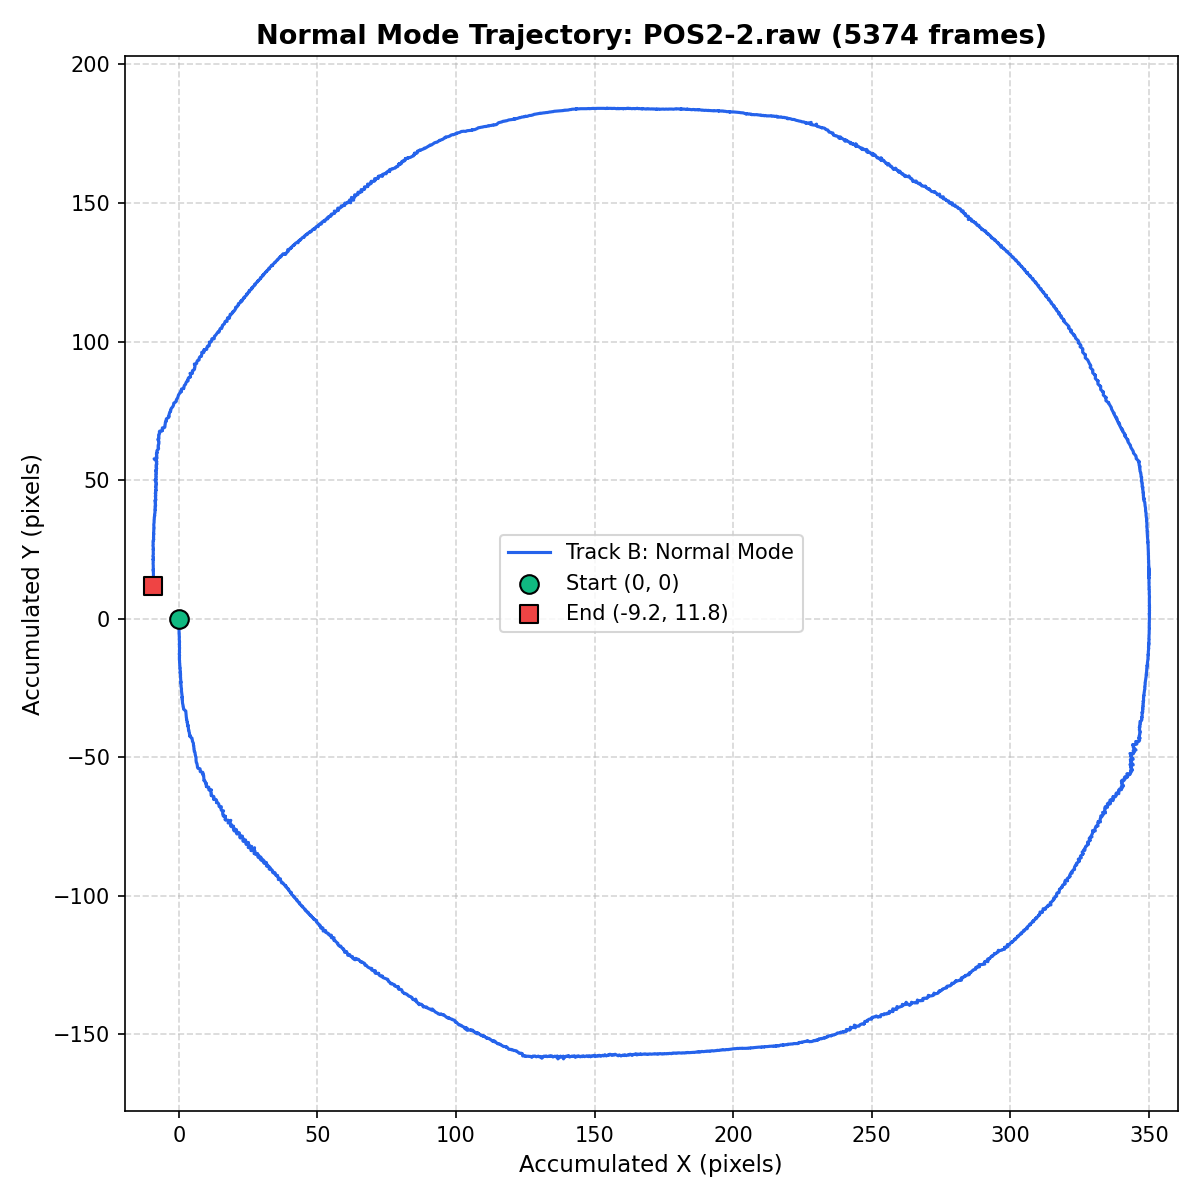 Normal Mode Trajectory: POS2-2.raw (5374 frames)
200
150
100
50
0
−50
−100
−150
Accumulated Y (pixels)
Track B: Normal Mode
Start (0, 0)
End (-9.2, 11.8)
0 50 100 150 200 250 300 350
Accumulated X (pixels)